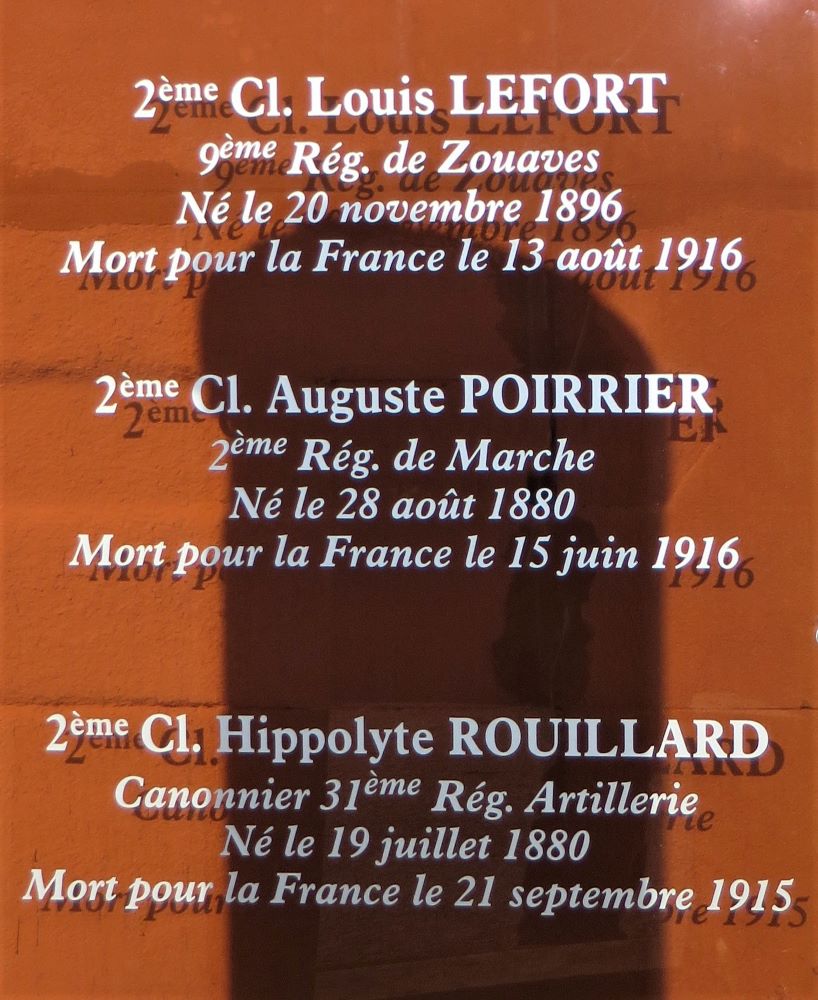 2ème Cl. Louis LEFORT
9ème Rég. de Zouaves
Né le 20 novembre 1896
Mort pour la France le 13 août 1916
2ème Cl. Auguste POIRRIER
2ème Rég. de Marche
Né le 28 août 1880
Mort pour la France le 15 juin 1916
2ème Cl. Hippolyte ROUILLARD
Canonnier 31ème Rég. Artillerie
Né le 19 juillet 1880
Mort pour la France le 21 septembre 1915